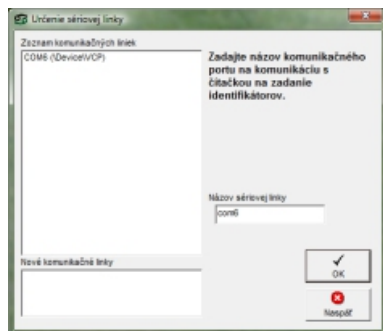 Určenie sériovej linky
Zoznam komunikačných liniek
COM6 (\Device\VCP)
Zadajte názov komunikačného
portu na komunikáciu s
čítačkou na zadanie
identifikátorov.
Názov sériovej linky
com6
Nové komunikačné linky
OK
Naspäť